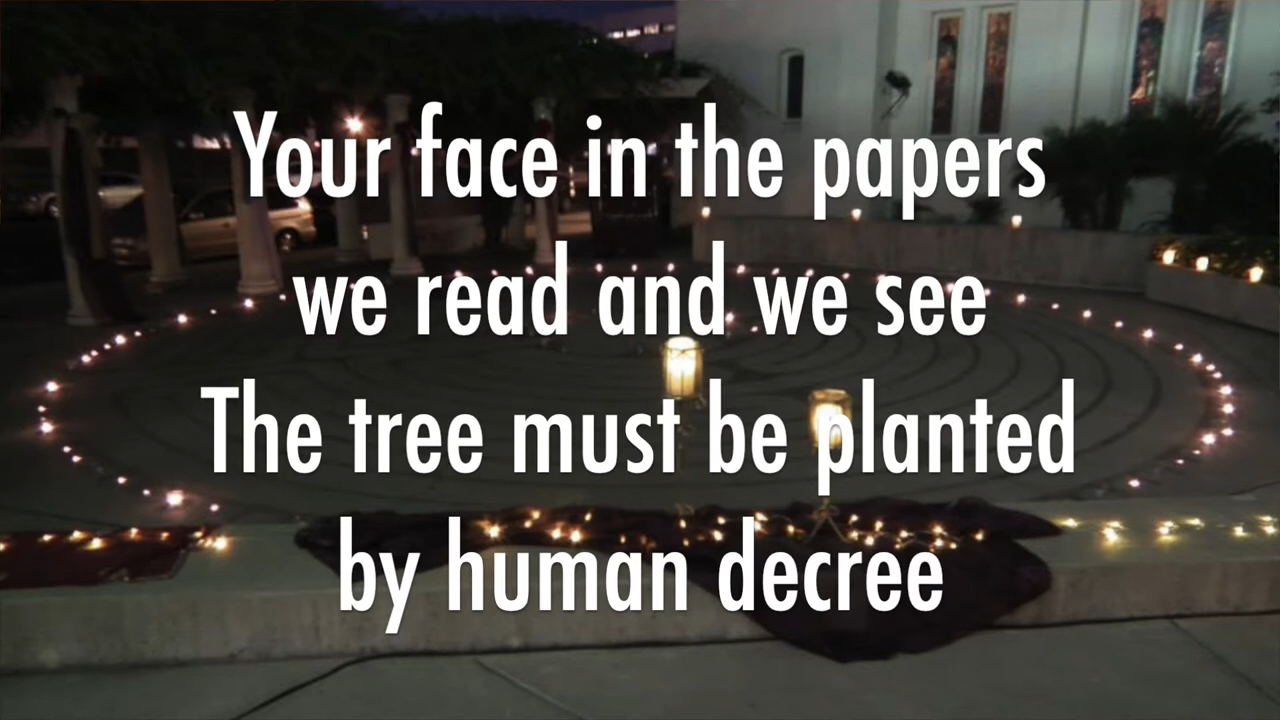 Your face in the papers
we read and we see
The tree must be planted
by human decree